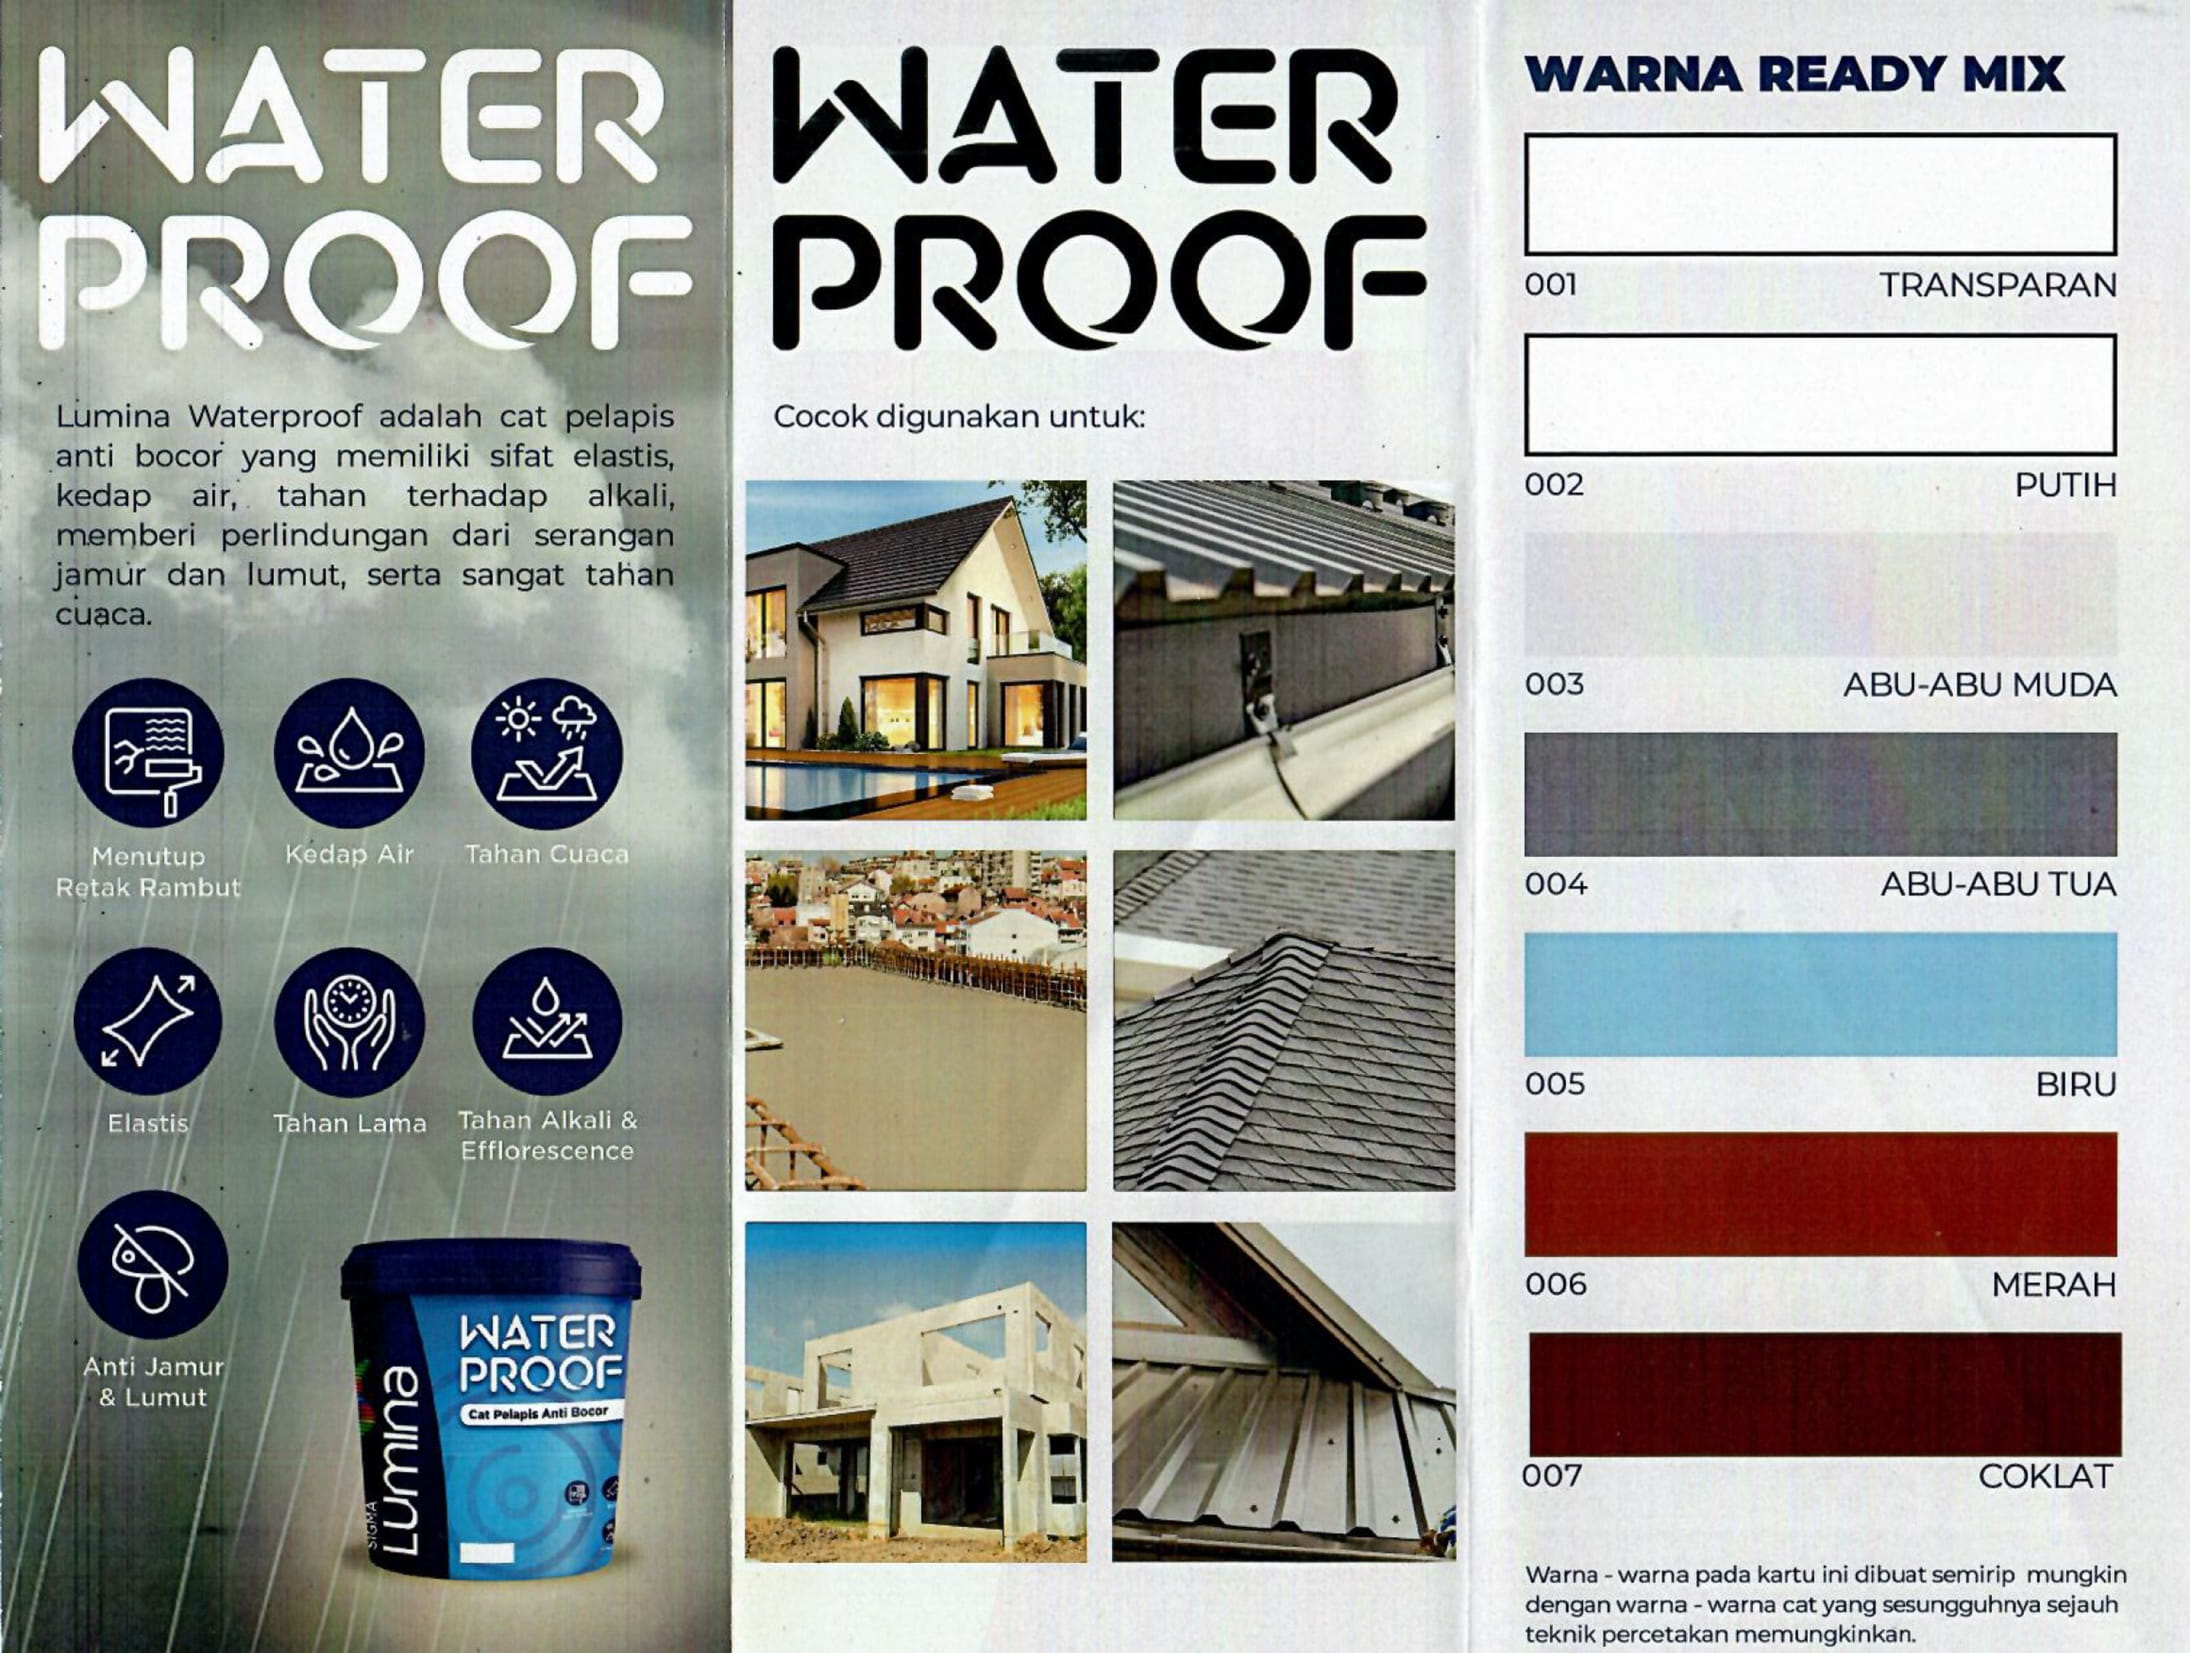 WATER
PROOF
Lumina Waterproof adalah cat pelapis
anti bocor yang memiliki sifat elastis,
kedap air, tahan terhadap alkali,
memberi perlindungan dari serangan
jamur dan lumut, serta sangat tahan
cuaca.
Menutup
Retak Rambut
Kedap Air
Tahan Cuaca
Elastis
Tahan Lama
Tahan Alkali &
Efflorescence
Anti Jamur
& Lumut
SIGMA
Lumina
WATER
PROOF
Cat Pelapis Anti Bocor
WATER
PROOF
Cocok digunakan untuk:
WARNA READY MIX
001 TRANSPARAN
002 PUTIH
003 ABU-ABU MUDA
004 ABU-ABU TUA
005 BIRU
006 MERAH
007 COKLAT
Warna - warna pada kartu ini dibuat semirip mungkin
dengan warna - warna cat yang sesungguhnya sejauh
teknik percetakan memungkinkan.